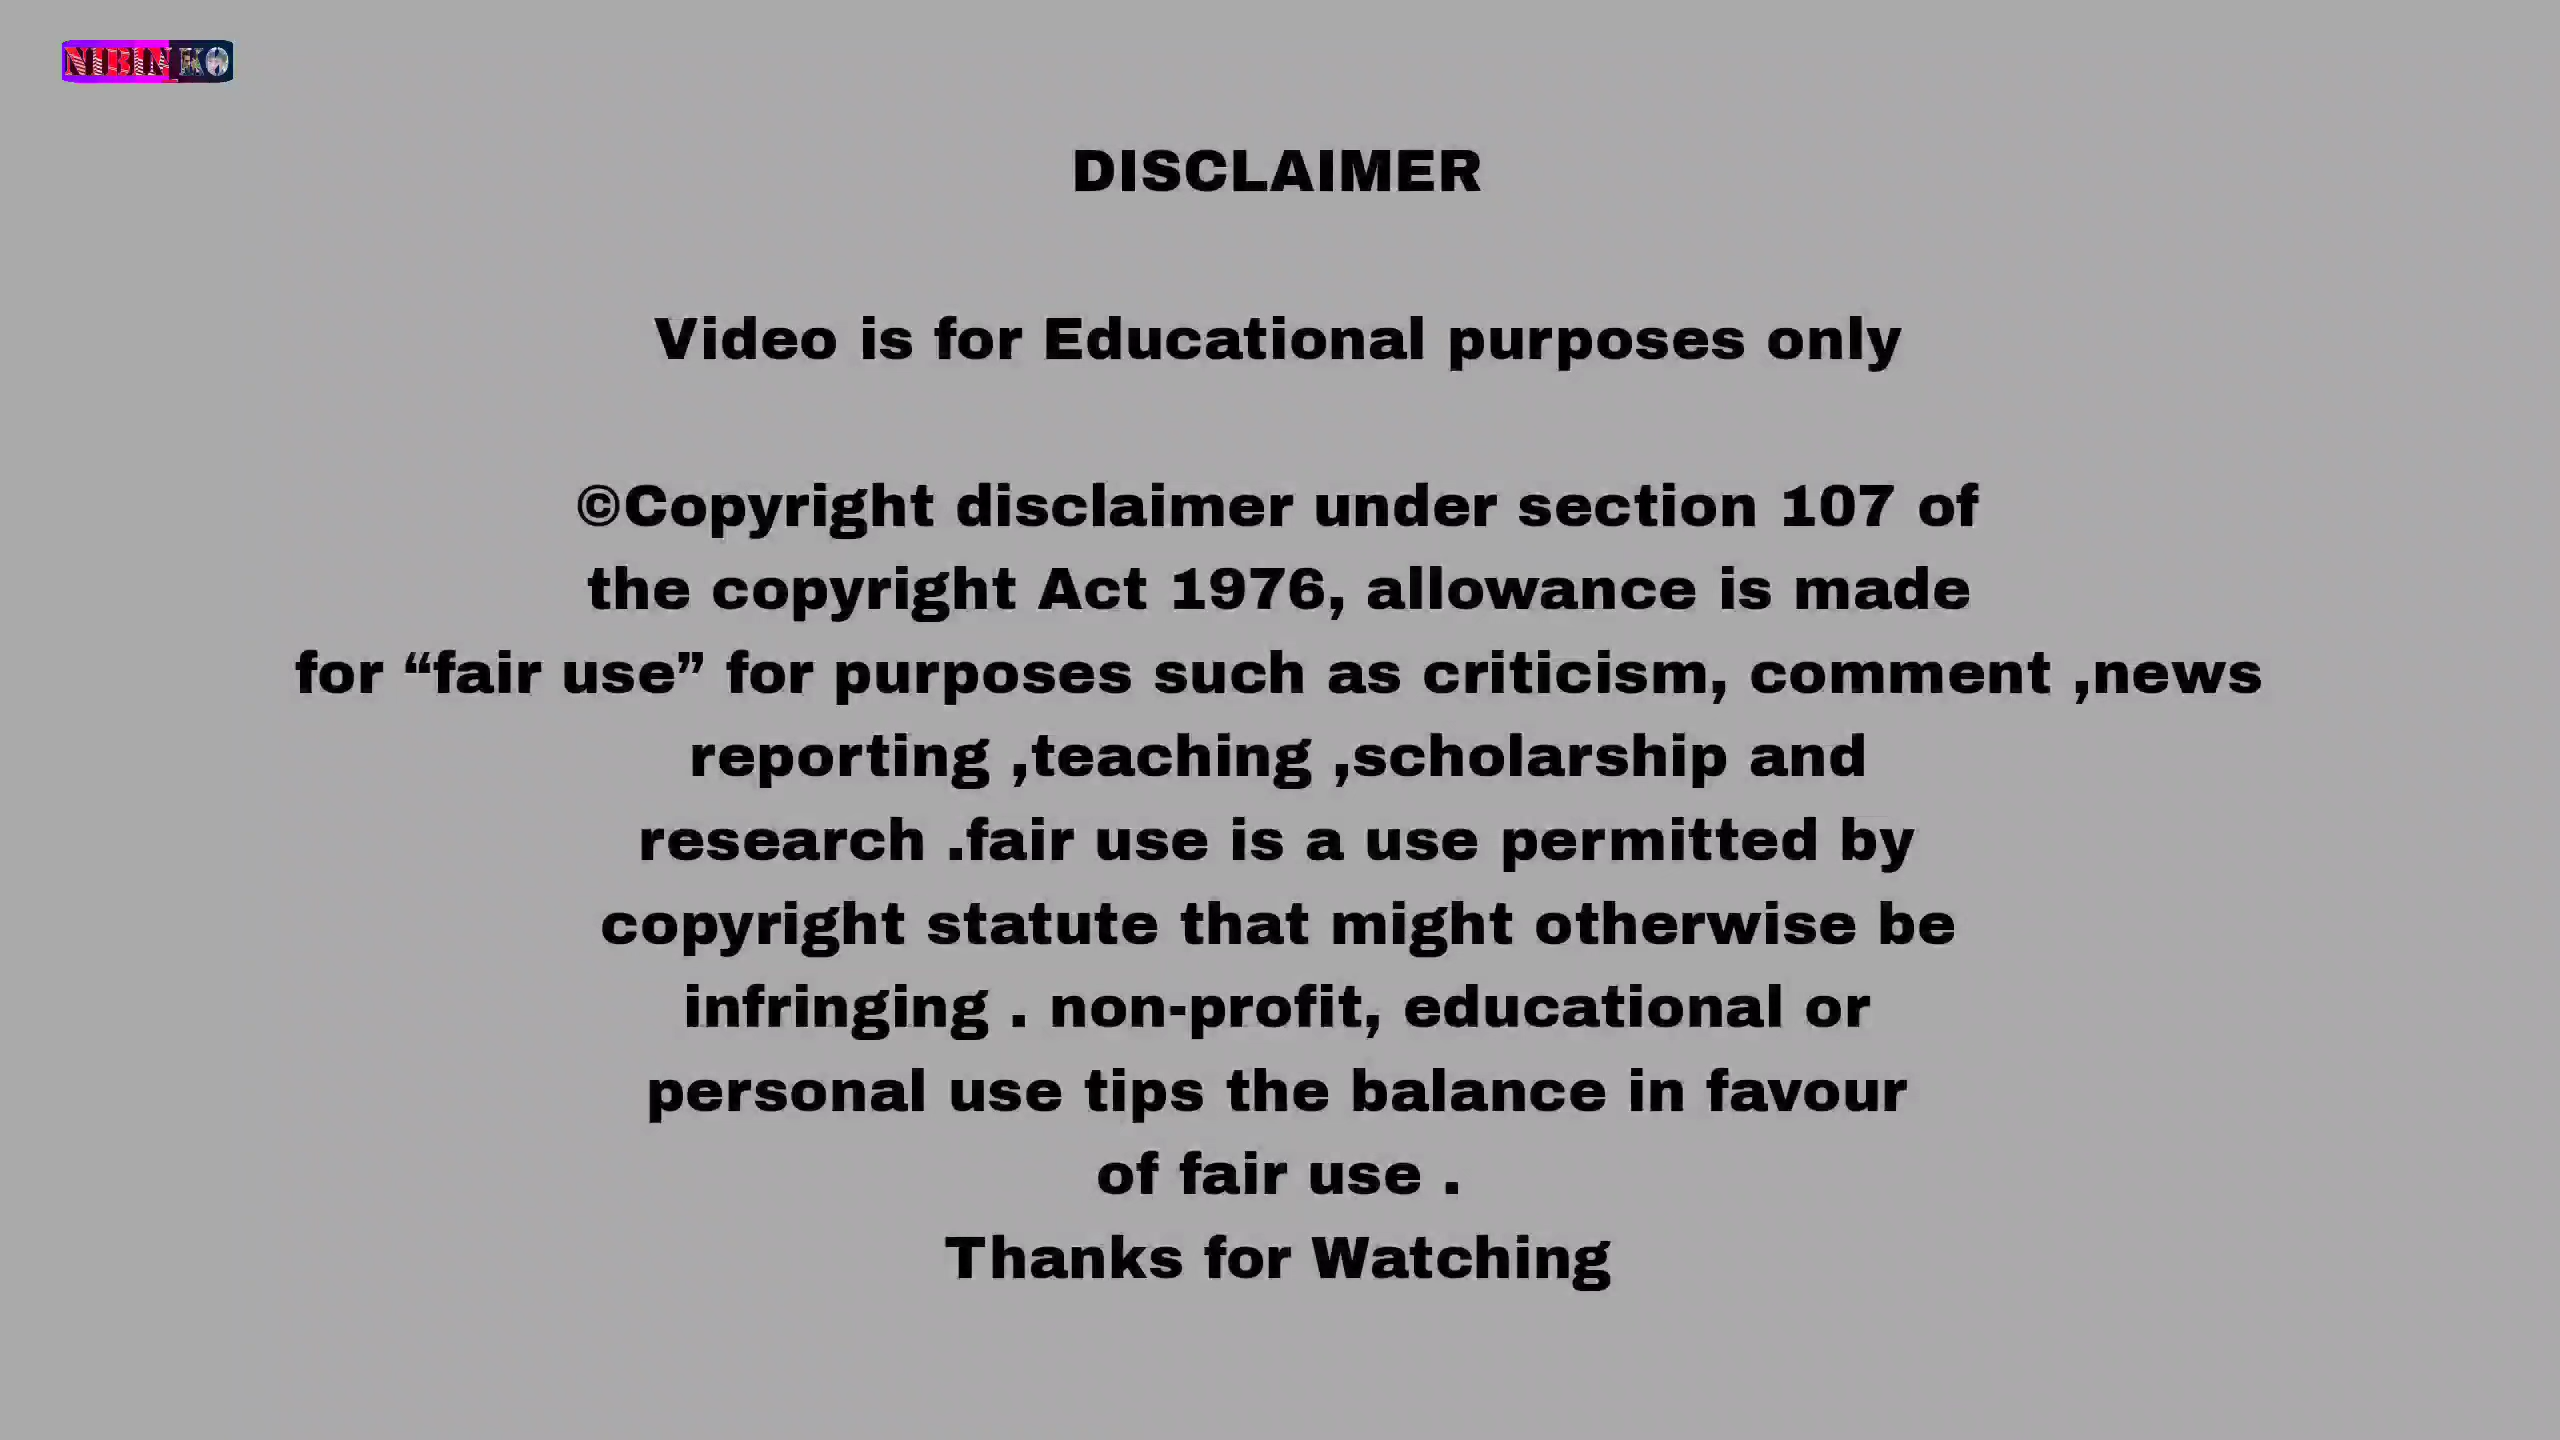 NIBIN KO
DISCLAIMER
Video is for Educational purposes only
©Copyright disclaimer under section 107 of
the copyright Act 1976, allowance is made
for “fair use” for purposes such as criticism, comment ,news
reporting ,teaching ,scholarship and
research .fair use is a use permitted by
copyright statute that might otherwise be
infringing . non-profit, educational or
personal use tips the balance in favour
of fair use .
Thanks for Watching